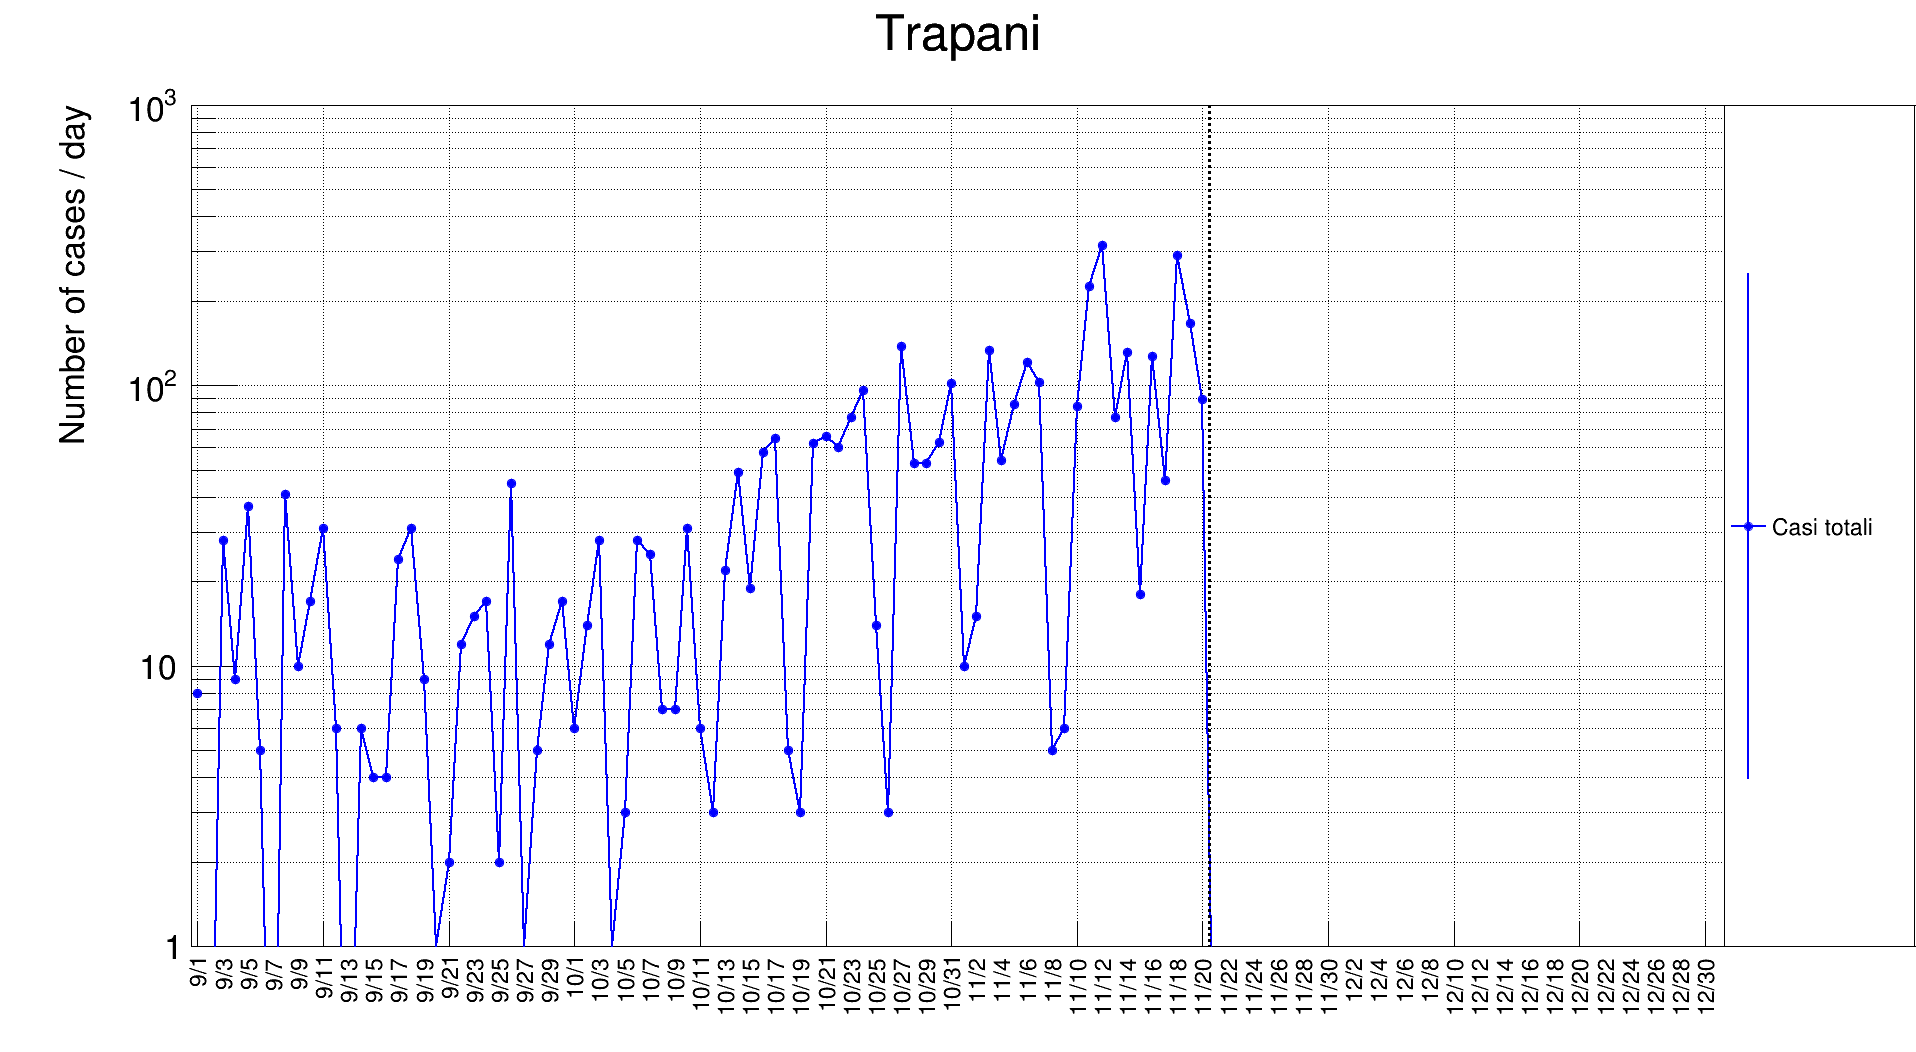 Trapani
Number of cases / day
10³
10²
10
1
9/1 9/3 9/5 9/7 9/9 9/11 9/13 9/15 9/17 9/19 9/21 9/23 9/25 9/27 9/29 10/1 10/3 10/5 10/7 10/9 10/11 10/13 10/15 10/17 10/19 10/21 10/23 10/25 10/27 10/29 10/31 11/2 11/4 11/6 11/8 11/10 11/12 11/14 11/16 11/18 11/20 11/22 11/24 11/26 11/28 11/30 12/2 12/4 12/6 12/8 12/10 12/12 12/14 12/16 12/18 12/20 12/22 12/24 12/26 12/28 12/30
Casi totali